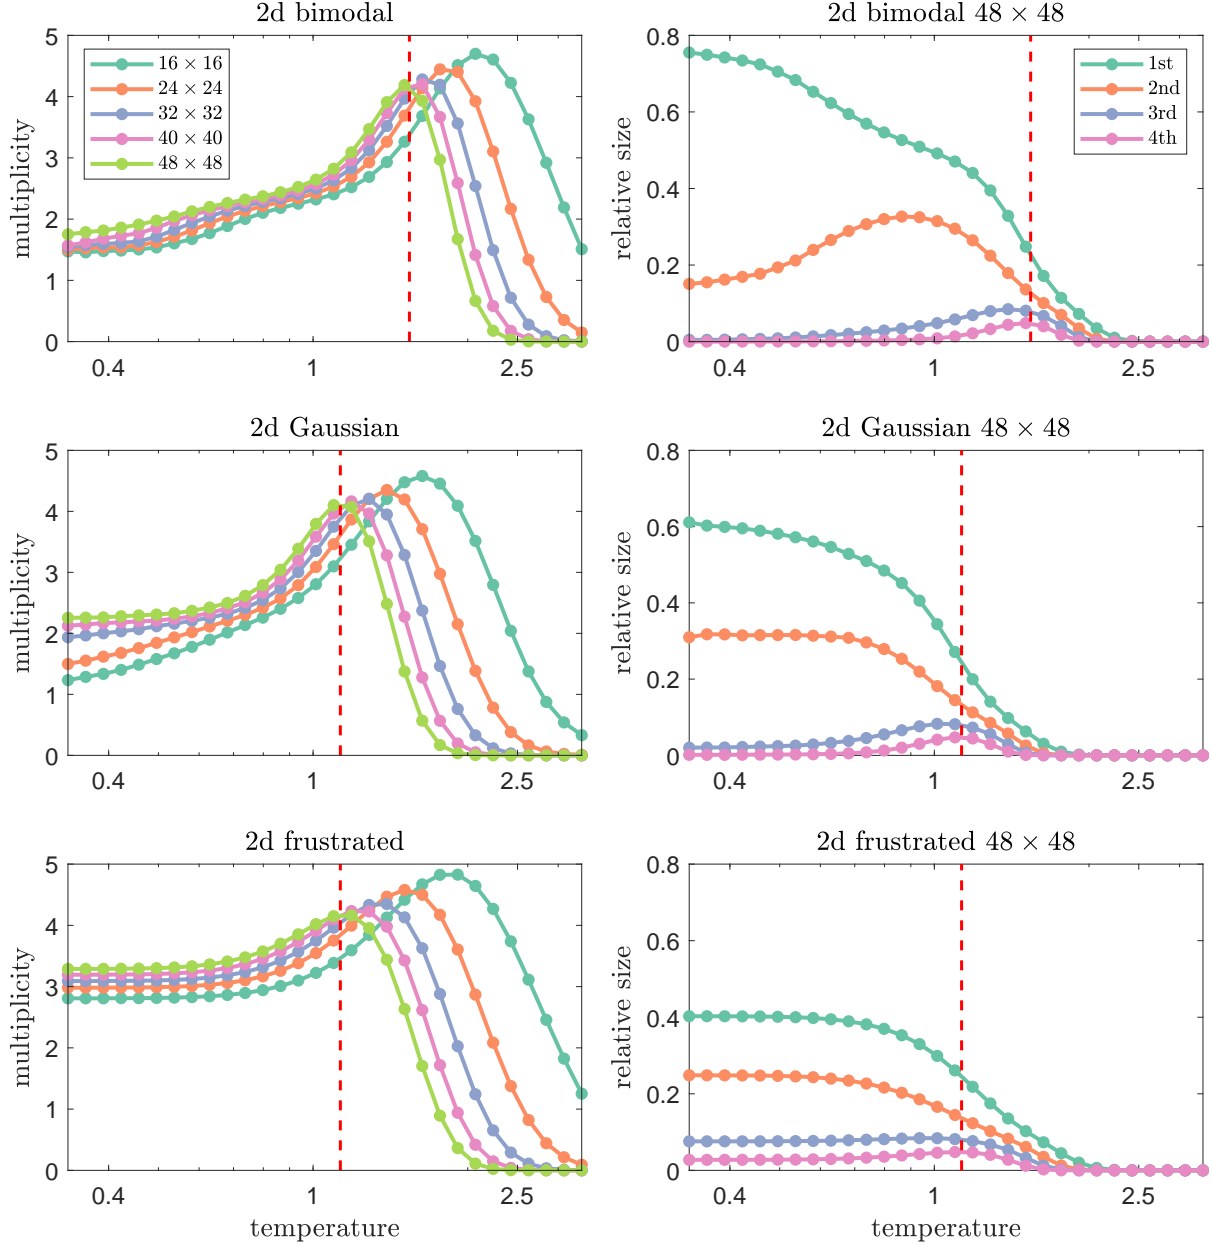 2d bimodal
5
4
3
2
1
0
multiplicity
16 × 16
24 × 24
32 × 32
40 × 40
48 × 48
0.4
1
2.5
2d bimodal 48 × 48
0.8
0.6
0.4
0.2
0
relative size
1st
2nd
3rd
4th
0.4
1
2.5
2d Gaussian
5
4
3
2
1
0
multiplicity
0.4
1
2.5
2d Gaussian 48 × 48
0.8
0.6
0.4
0.2
0
relative size
0.4
1
2.5
2d frustrated
5
4
3
2
1
0
multiplicity
0.4
1
2.5
temperature
2d frustrated 48 × 48
0.8
0.6
0.4
0.2
0
relative size
0.4
1
2.5
temperature